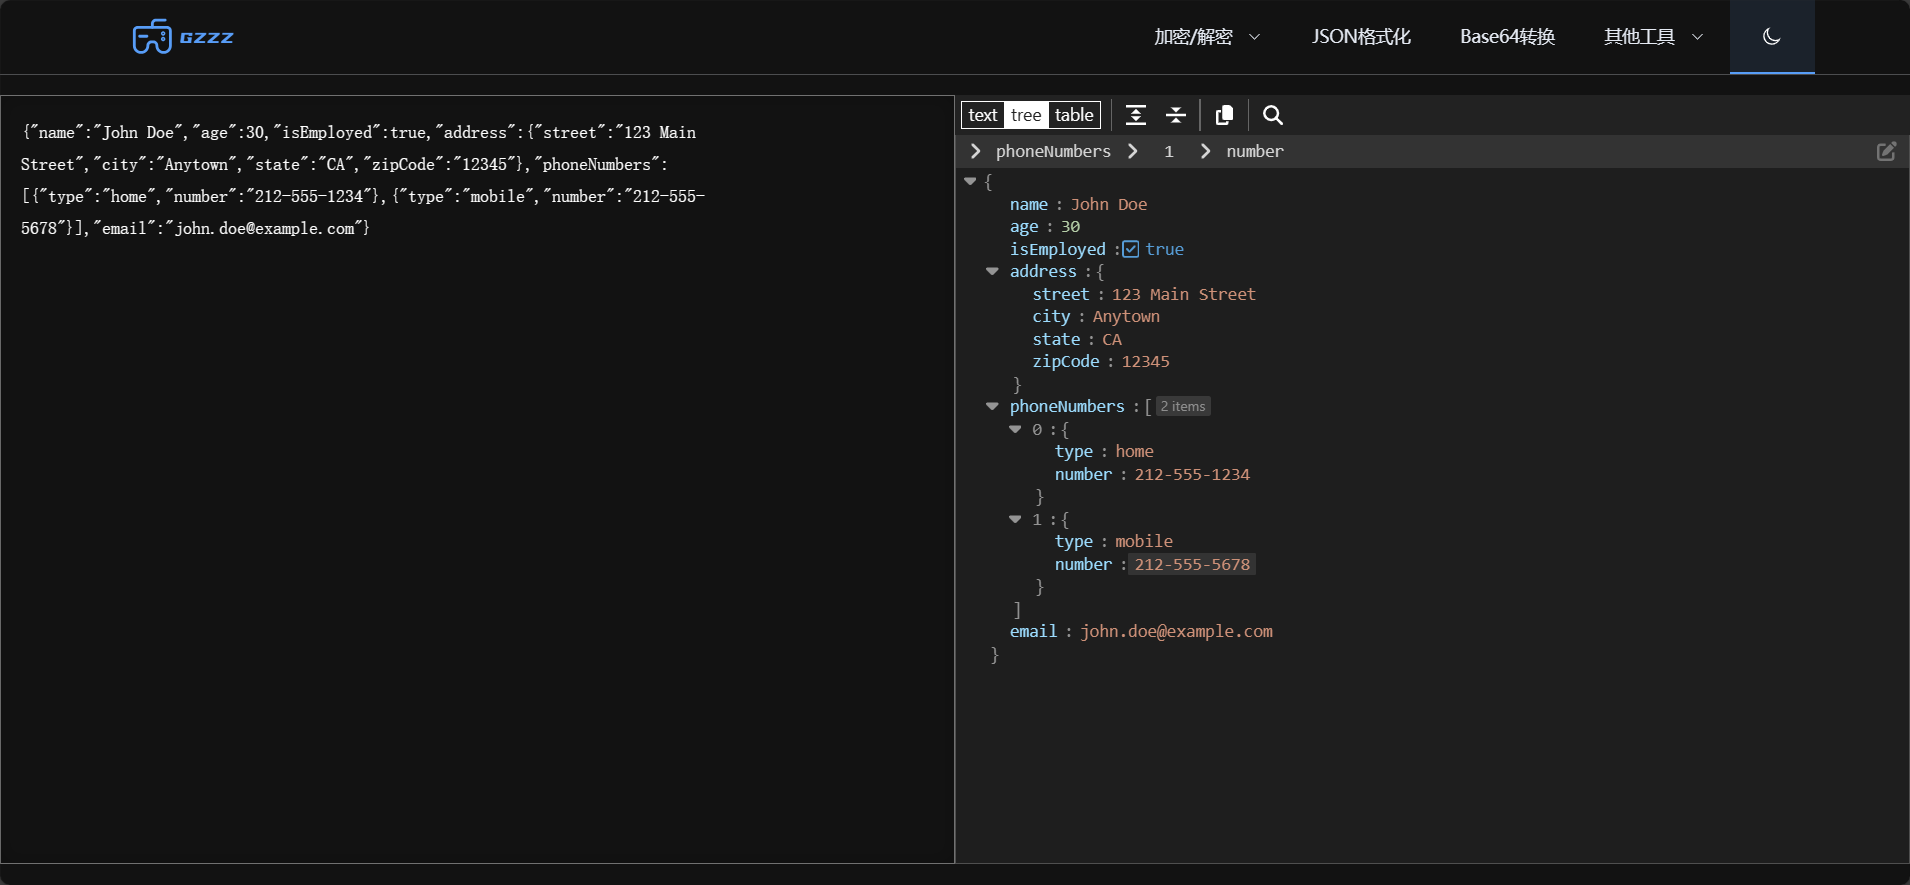 GZZZ
加密/解密 JSON格式化 Base64转换 其他工具
{"name":"John Doe","age":30,"isEmployed":true,"address":{"street":"123 Main
Street","city":"Anytown","state":"CA","zipCode":"12345"},"phoneNumbers":
[{"type":"home","number":"212-555-1234"},{"type":"mobile","number":"212-555-
5678"}],"email":"john.doe@example.com"}
text tree table
phoneNumbers 1 number
{
name : John Doe
age : 30
isEmployed : true
address : {
street : 123 Main Street
city : Anytown
state : CA
zipCode : 12345
}
phoneNumbers : [ 2 items
0 : {
type : home
number : 212-555-1234
}
1 : {
type : mobile
number : 212-555-5678
}
]
email : john.doe@example.com
}